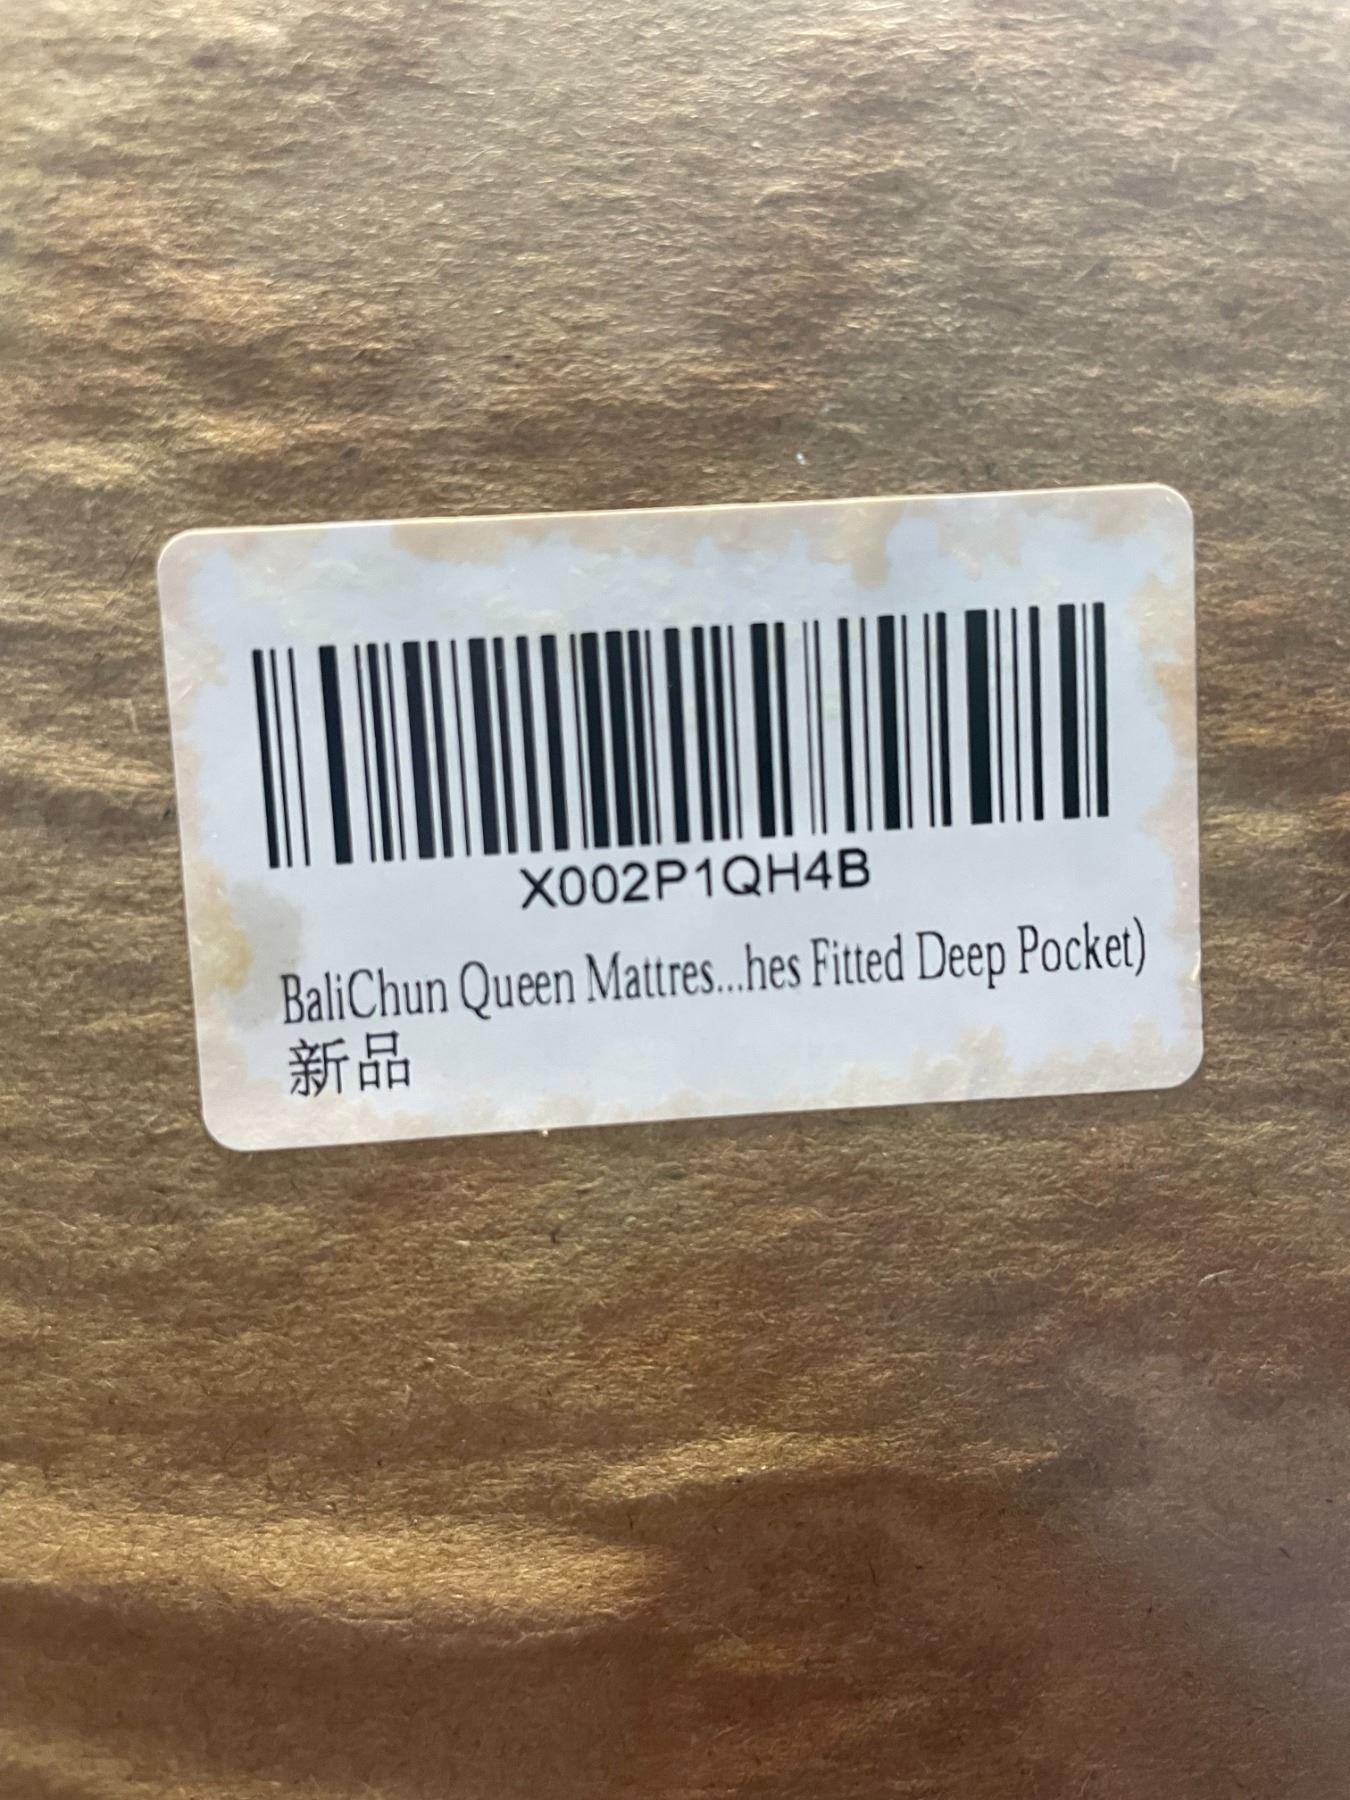 X002P1QH4B
BaliChun Queen Mattres...hes Fitted Deep Pocket)
新品